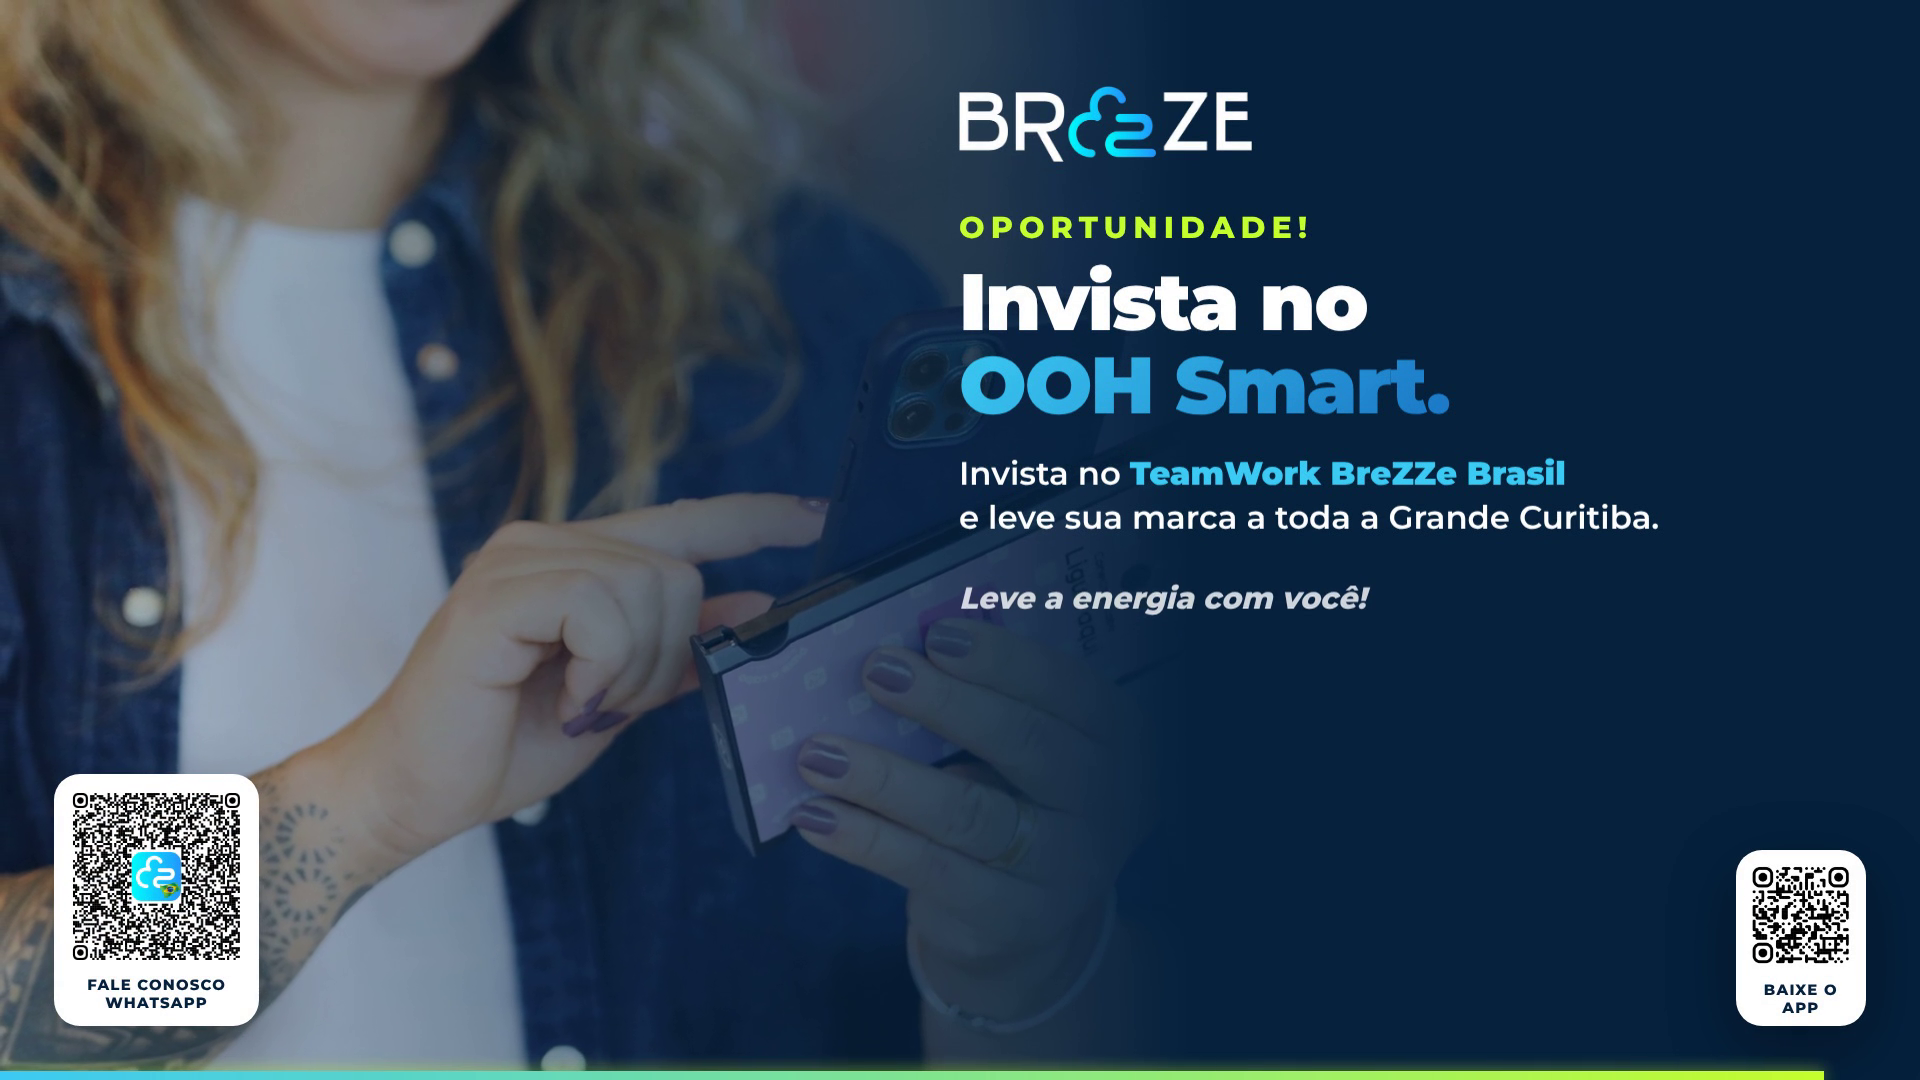 BREZE
OPORTUNIDADE!
Invista no
OOH Smart.
Invista no TeamWork BreZZe Brasil
e leve sua marca a toda a Grande Curitiba.
Leve a energia com você!
FALE CONOSCO
WHATSAPP
BAIXE O
APP